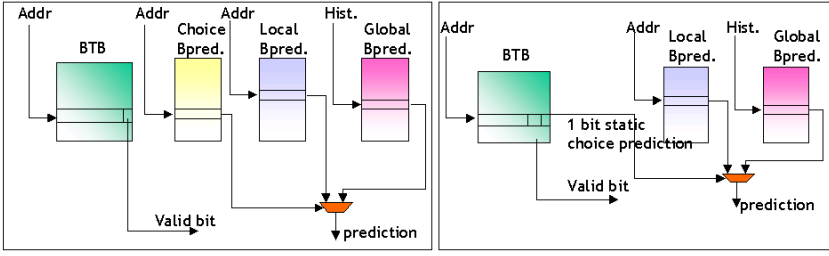 Addr
Addr
Addr
Hist.
BTB
Choice
Bpred.
Local
Bpred.
Global
Bpred.
Valid bit
prediction
Addr
BTB
Addr
Local
Bpred.
Hist.
Global
Bpred.
1 bit static
choice prediction
Valid bit
prediction